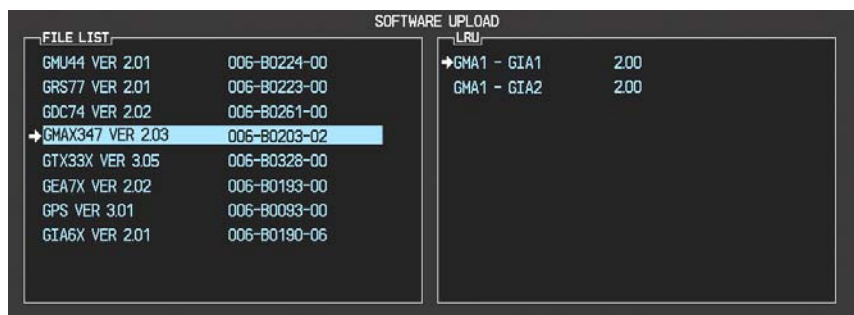 SOFTWARE UPLOAD
FILE LIST
GMU44 VER 2.01 006-B0224-00
GRS77 VER 2.01 006-B0223-00
GDC74 VER 2.02 006-B0261-00
GMAX347 VER 2.03 006-B0203-02
GTX33X VER 3.05 006-B0328-00
GEA7X VER 2.02 006-B0193-00
GPS VER 3.01 006-B0093-00
GIA6X VER 2.01 006-B0190-06
LRU
GMA1 - GIA1 2.00
GMA1 - GIA2 2.00